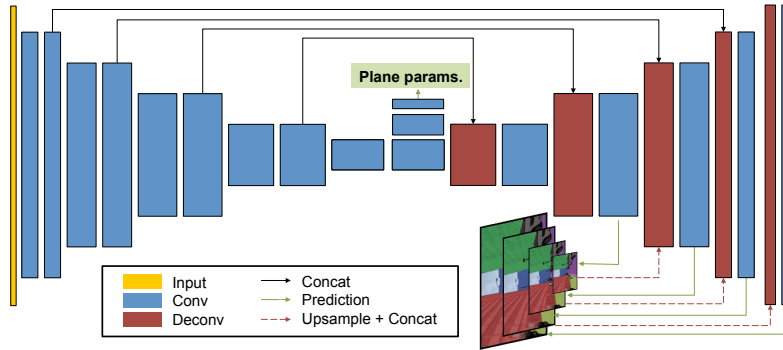 Plane params.
Input
Conv
Deconv
Concat
Prediction
Upsample + Concat